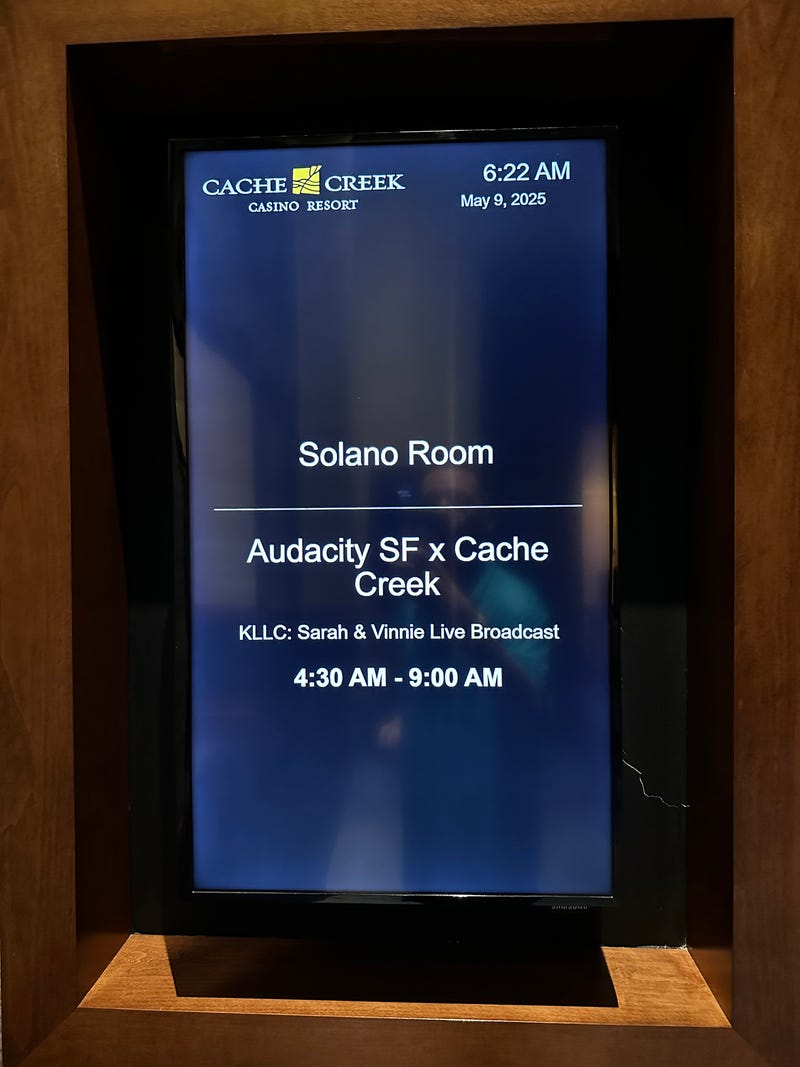 CACHE CREEK
CASINO RESORT
6:22 AM
May 9, 2025
Solano Room
Audacity SF x Cache
Creek
KLLC: Sarah & Vinnie Live Broadcast
4:30 AM - 9:00 AM
SAMSUNG